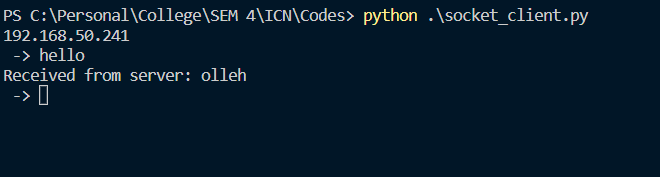 PS C:\Personal\College\SEM 4\ICN\Codes> python .\socket_client.py
192.168.50.241
 -> hello
Received from server: olleh
 ->